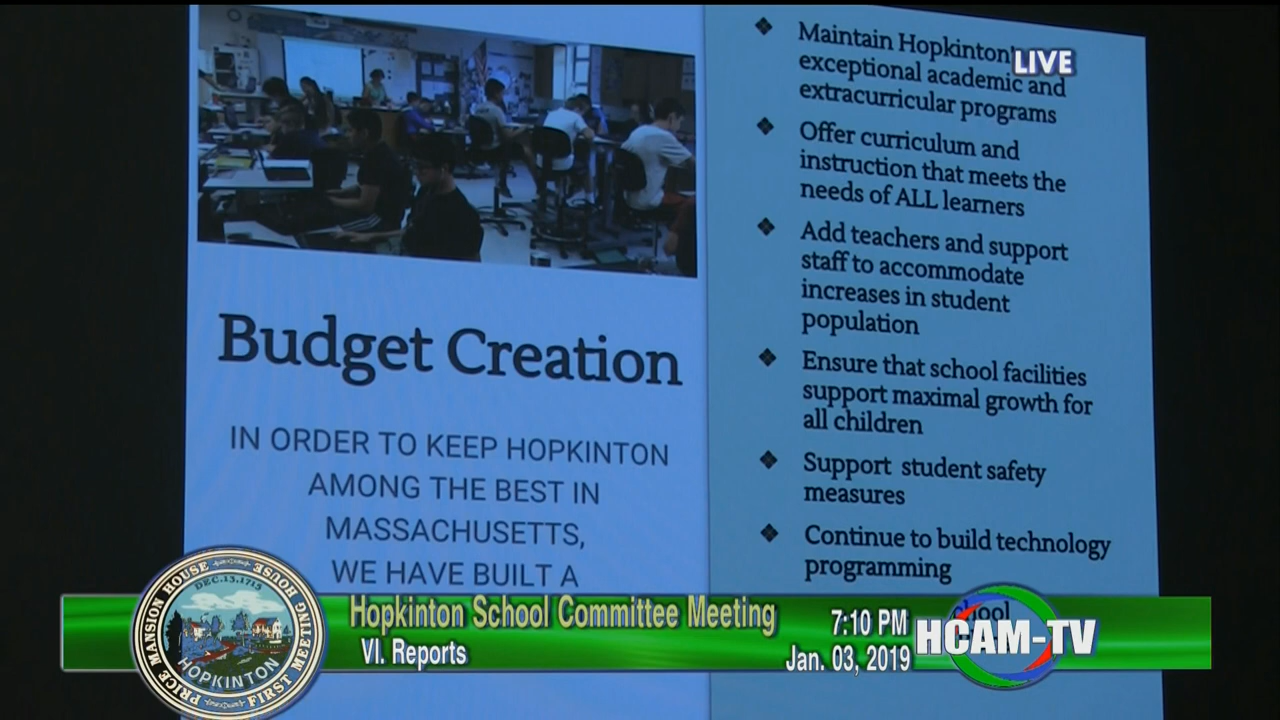 Budget Creation
IN ORDER TO KEEP HOPKINTON
AMONG THE BEST IN
MASSACHUSETTS,
WE HAVE BUILT A
Maintain Hopkinton'
exceptional academic and
extracurricular programs
Offer curriculum and
instruction that meets the
needs of ALL learners
Add teachers and support
staff to accommodate
increases in student
population
Ensure that school facilities
support maximal growth for
all children
Support student safety
measures
Continue to build technology
programming
LIVE
PRICE MANSION HOUSE
FIRST MEETING HOUSE
DEC.13,1715
HOPKINTON
Hopkinton School Committee Meeting
VI. Reports
7:10 PM
Jan. 03, 2019
HCAM-TV